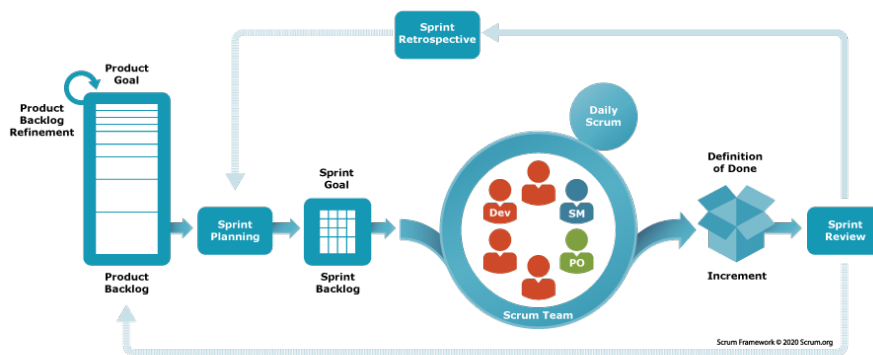 Sprint
Retrospective
Product
Goal
Product
Backlog
Refinement
Daily
Scrum
Definition
of Done
Sprint
Goal
Dev
SM
Sprint
Planning
Sprint
Review
PO
Product
Backlog
Sprint
Backlog
Increment
Scrum Team
Scrum Framework © 2020 Scrum.org